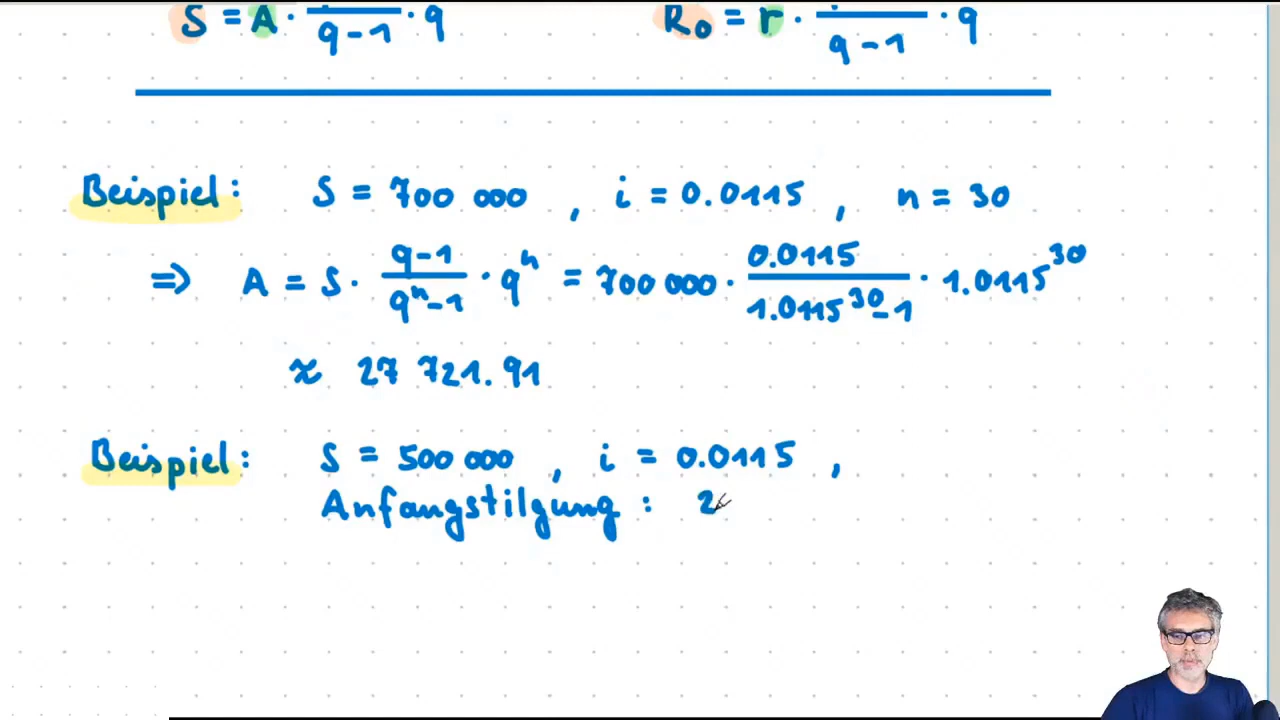 S = A · q-1 · q
R₀ = r · q-1 · q
Beispiel: S = 700 000 , i = 0.0115 , n = 30
⇒ A = S · (q-1)/(qⁿ-1) · qⁿ = 700 000 · 0.0115/(1.0115³⁰-1) · 1.0115³⁰
≈ 27 721.91
Beispiel: S = 500 000 , i = 0.0115 ,
Anfangstilgung : 2